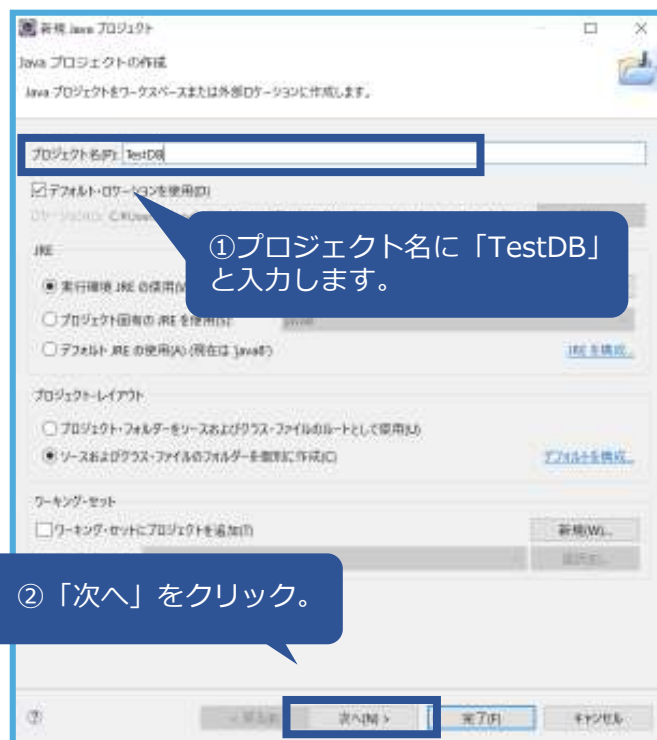 新規 Java プロジェクト
Java プロジェクトの作成
Java プロジェクトをワークスペースまたは外部ロケーションに作成します。
プロジェクト名(P): TestDB
デフォルト・ロケーションを使用(D)
①プロジェクト名に「TestDB」
と入力します。
JRE
実行環境 JRE の使用(V)
プロジェクト固有の JRE を使用(S):
デフォルト JRE の使用(A) (現在は 'java8')
JRE を構成...
プロジェクト・レイアウト
プロジェクト・フォルダーをソースおよびクラス・ファイルのルートとして使用(U)
ソースおよびクラス・ファイルのフォルダーを個別に作成(C)
デフォルトを構成...
ワーキング・セット
ワーキング・セットにプロジェクトを追加(T)
新規(W)...
②「次へ」をクリック。
次へ(N) >
完了(F)
キャンセル